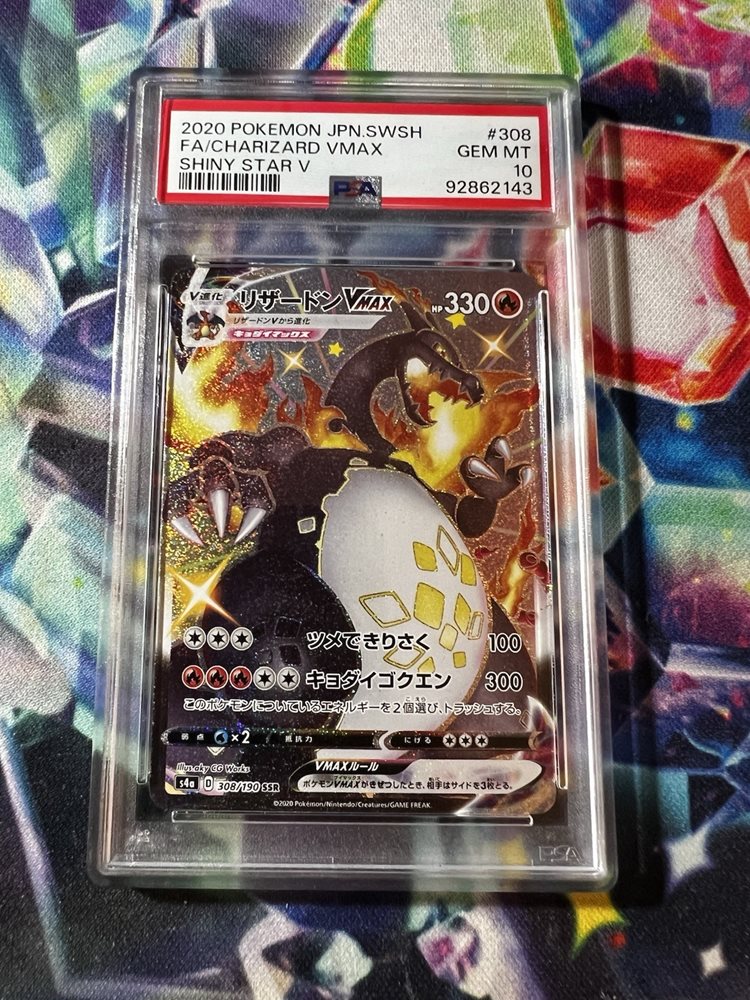 2020 POKEMON JPN.SWSH #308
FA/CHARIZARD VMAX GEM MT
SHINY STAR V 10
PSA 92862143
V進化 リザードンVMAX HP330
リザードンVから進化
キョダイマックス
ツメできりさく 100
キョダイゴクエン 300
このポケモンについているエネルギーを2個選び、トラッシュする。
弱点 ×2 抵抗力 にげる
Illus. aky CG Works
VMAXルール
s4a D 308/190 SSR
ポケモンVMAXがきぜつしたとき、相手はサイドを3枚とる。
©2020 Pokémon/Nintendo/Creatures/GAME FREAK.
PSA